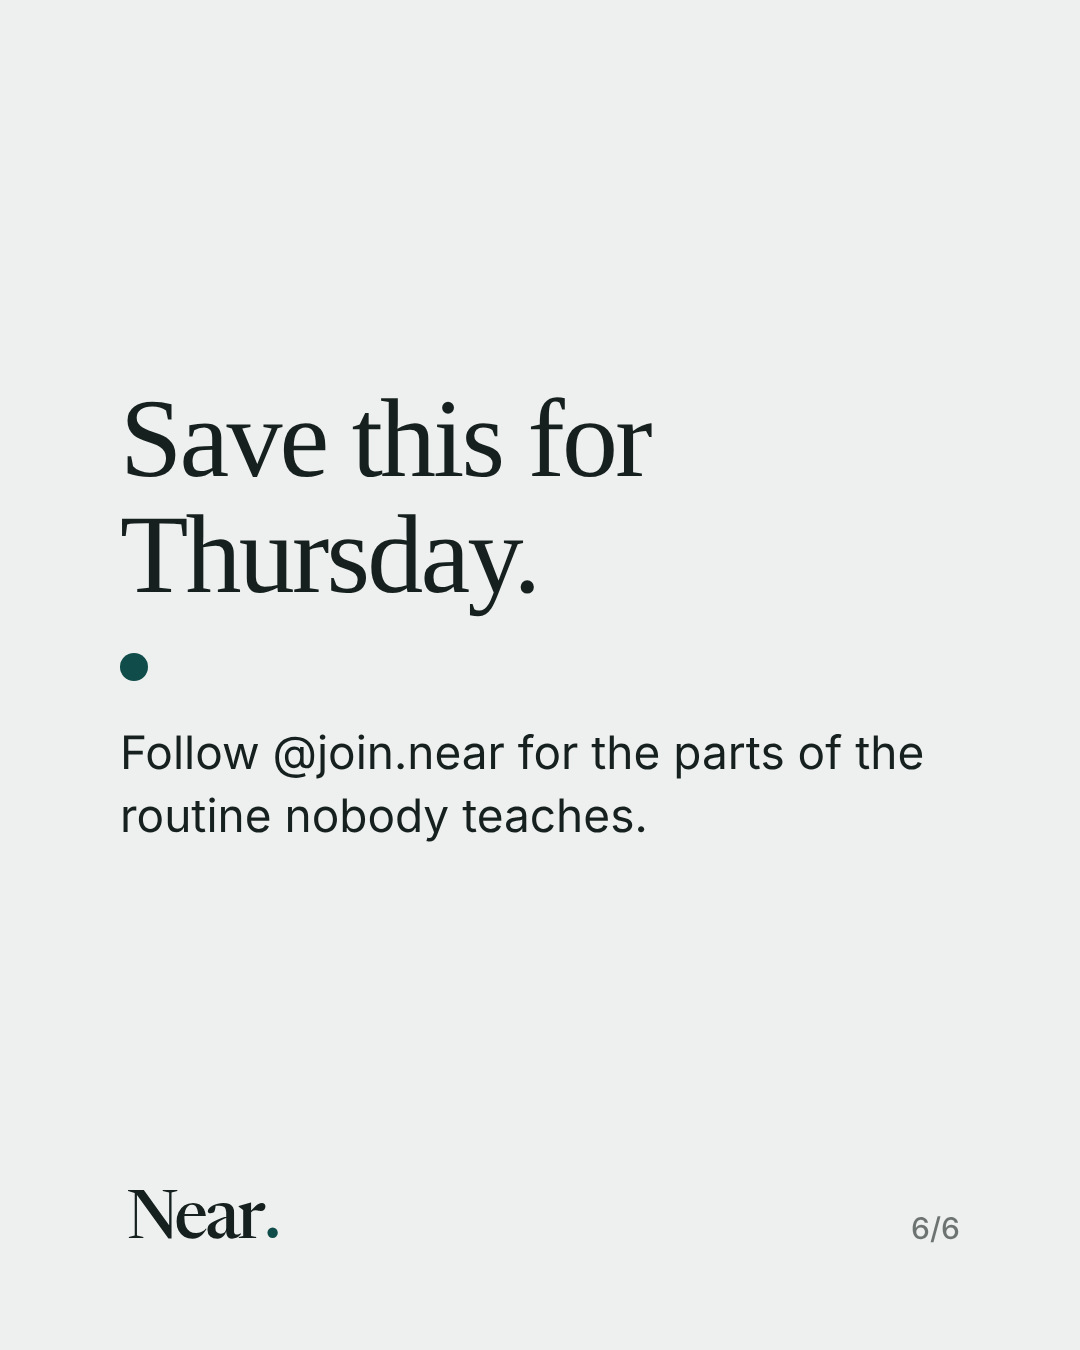 Save this for
Thursday.
Follow @join.near for the parts of the
routine nobody teaches.
Near.
6/6